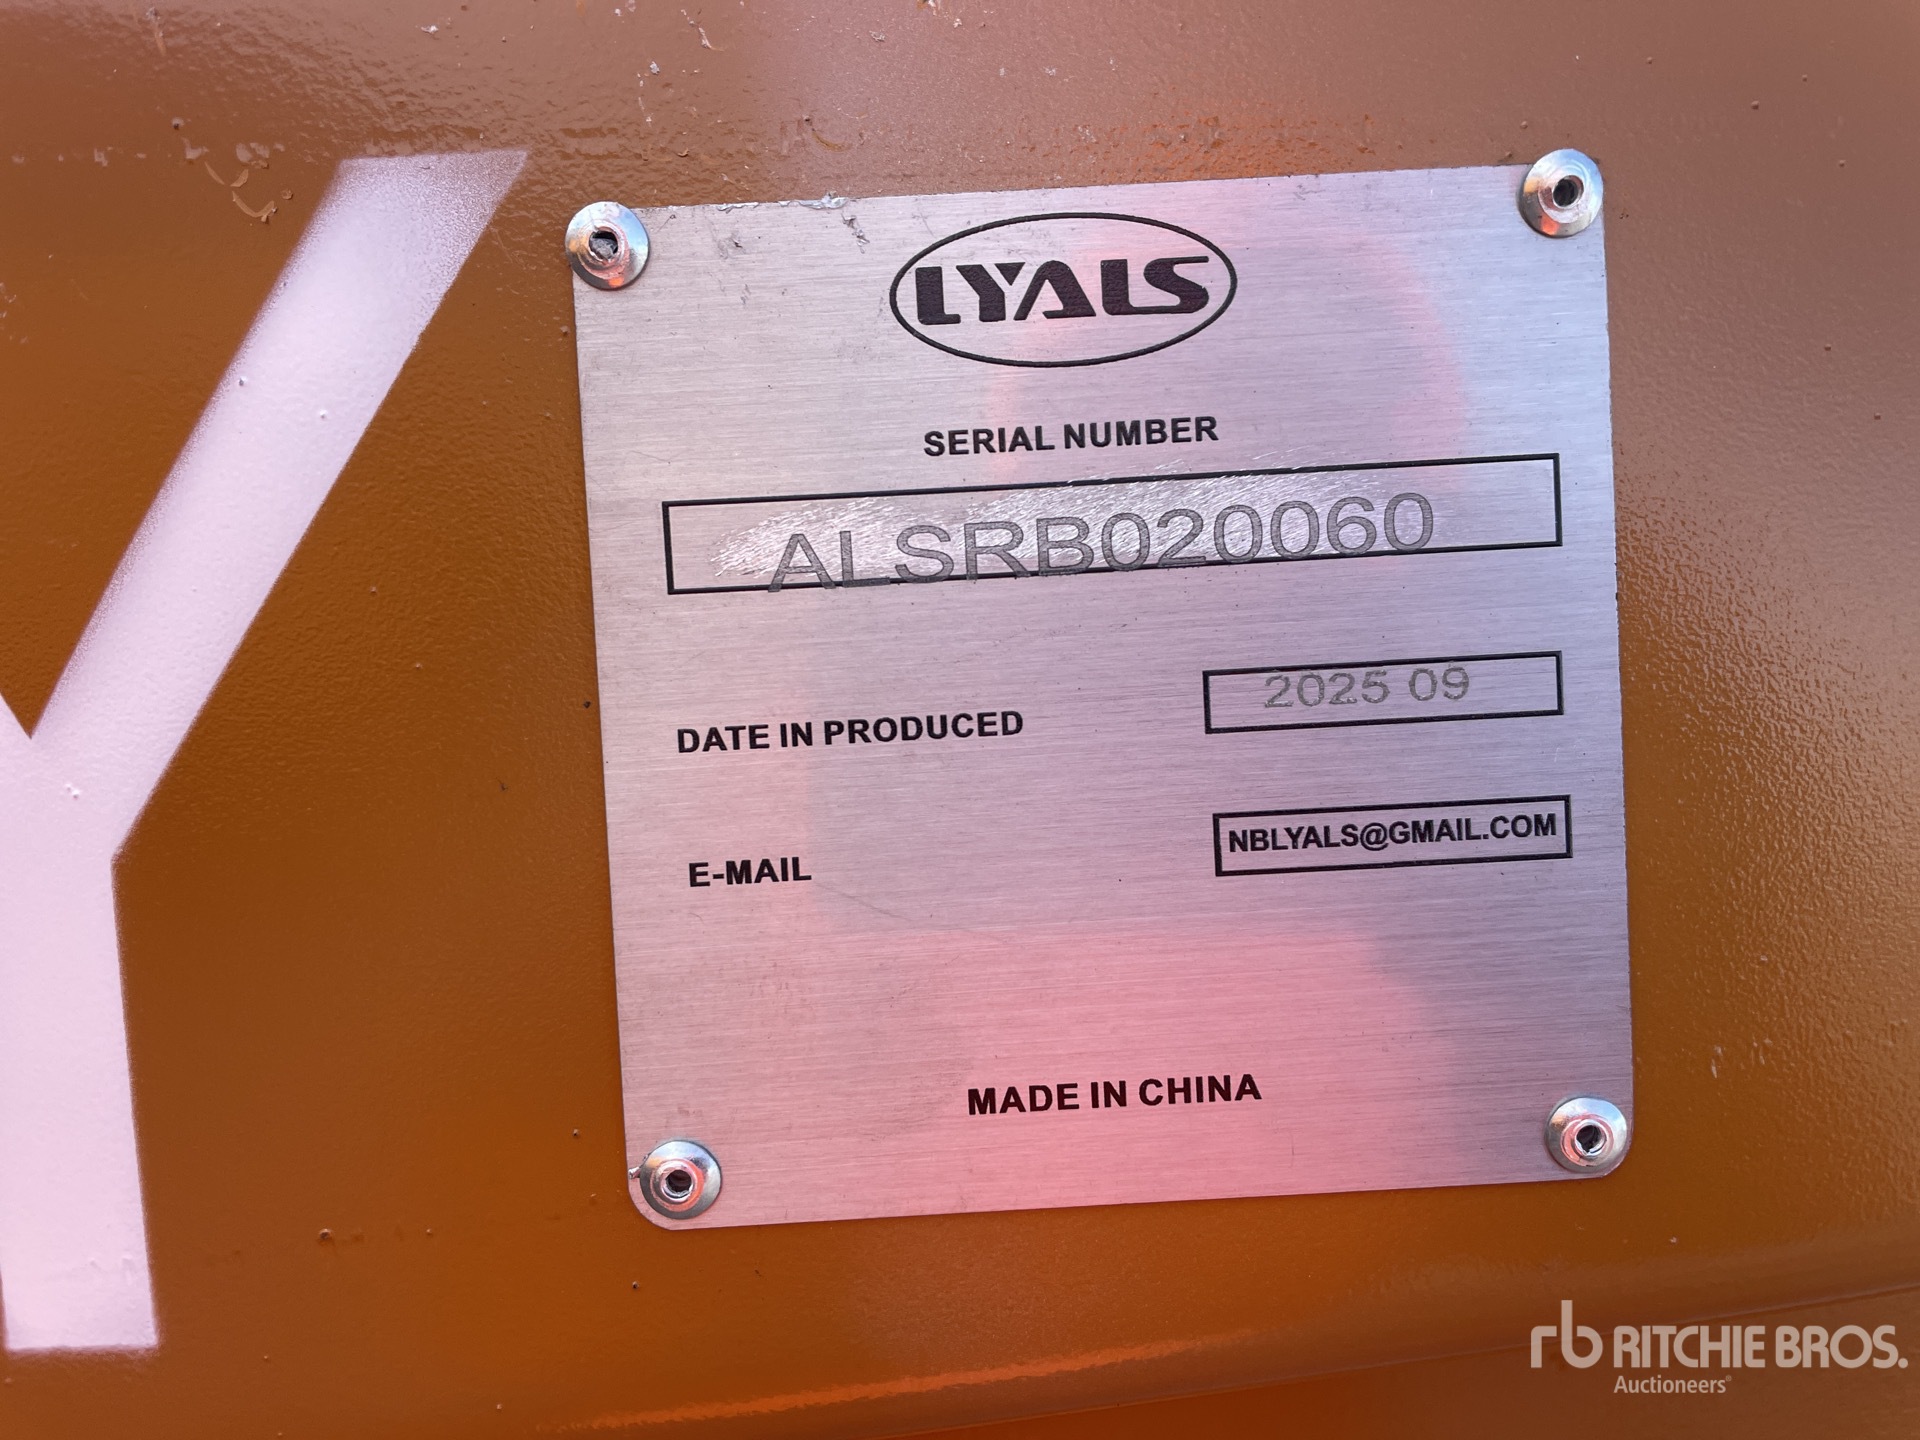 Y
LYALS
SERIAL NUMBER
ALSRB020060
DATE IN PRODUCED
2025 09
E-MAIL
NBLYALS@GMAIL.COM
MADE IN CHINA
rb RITCHIE BROS.
Auctioneers®